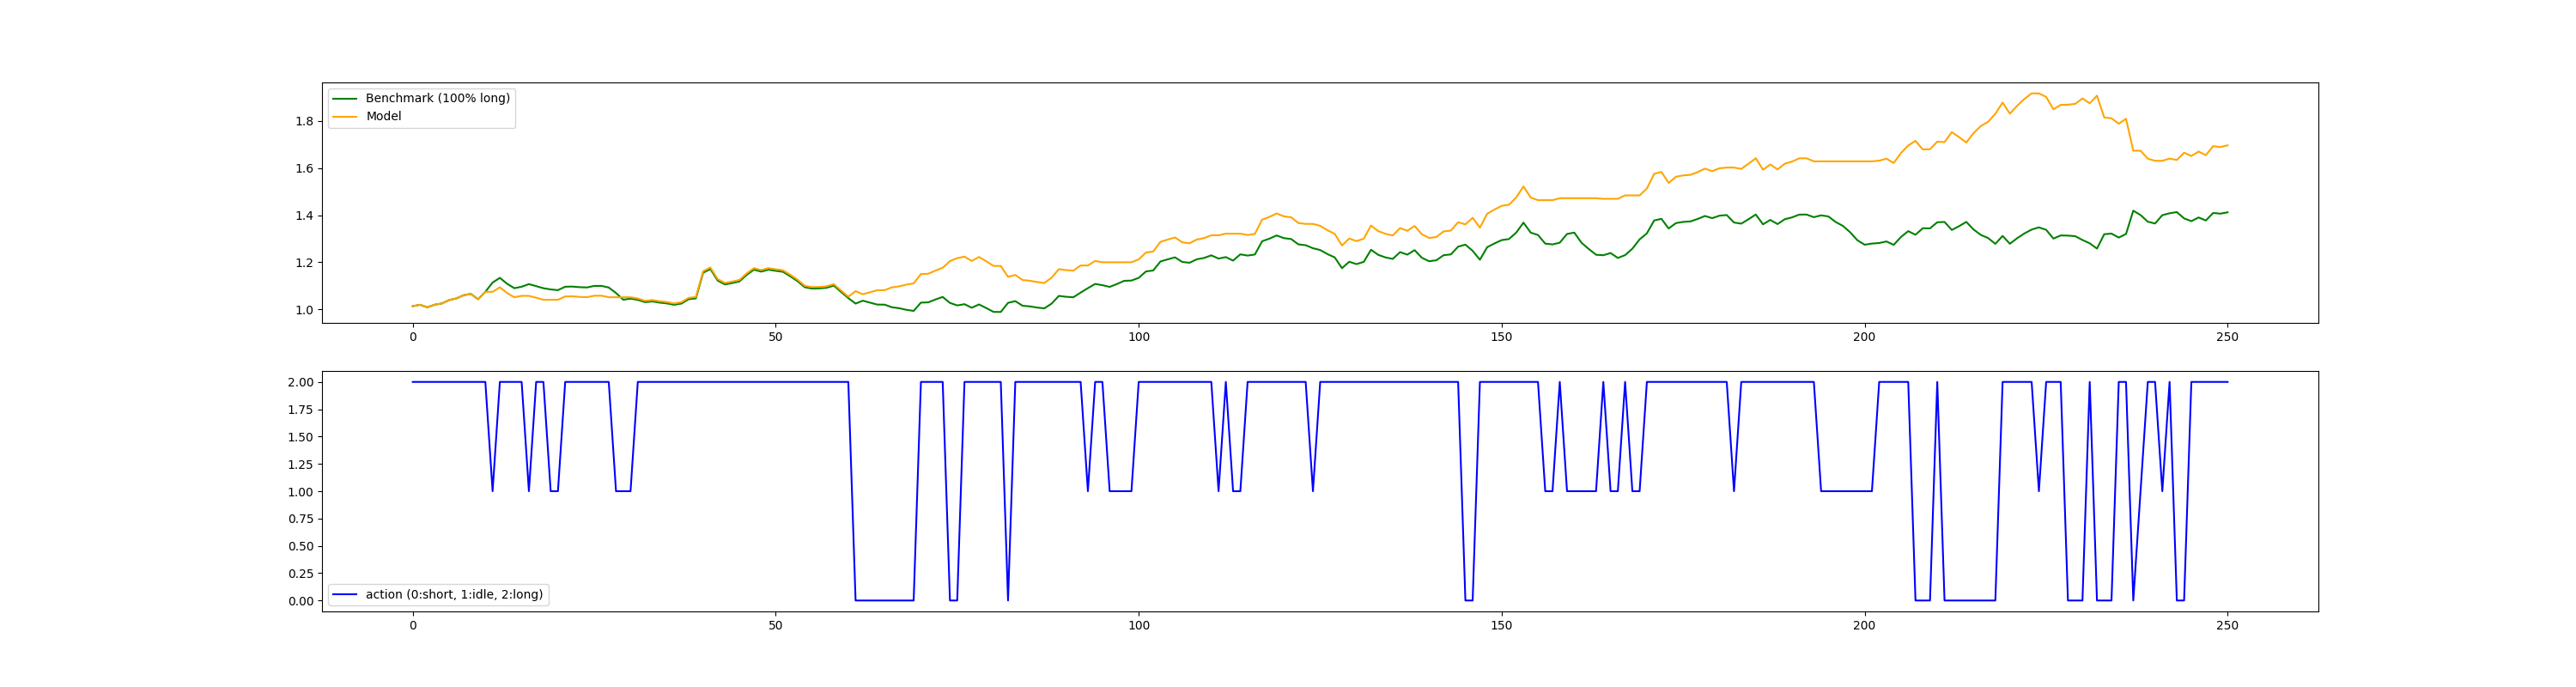 Benchmark (100% long)
Model
1.8
1.6
1.4
1.2
1.0
0 50 100 150 200 250
2.00
1.75
1.50
1.25
1.00
0.75
0.50
0.25
0.00
action (0:short, 1:idle, 2:long)
0 50 100 150 200 250